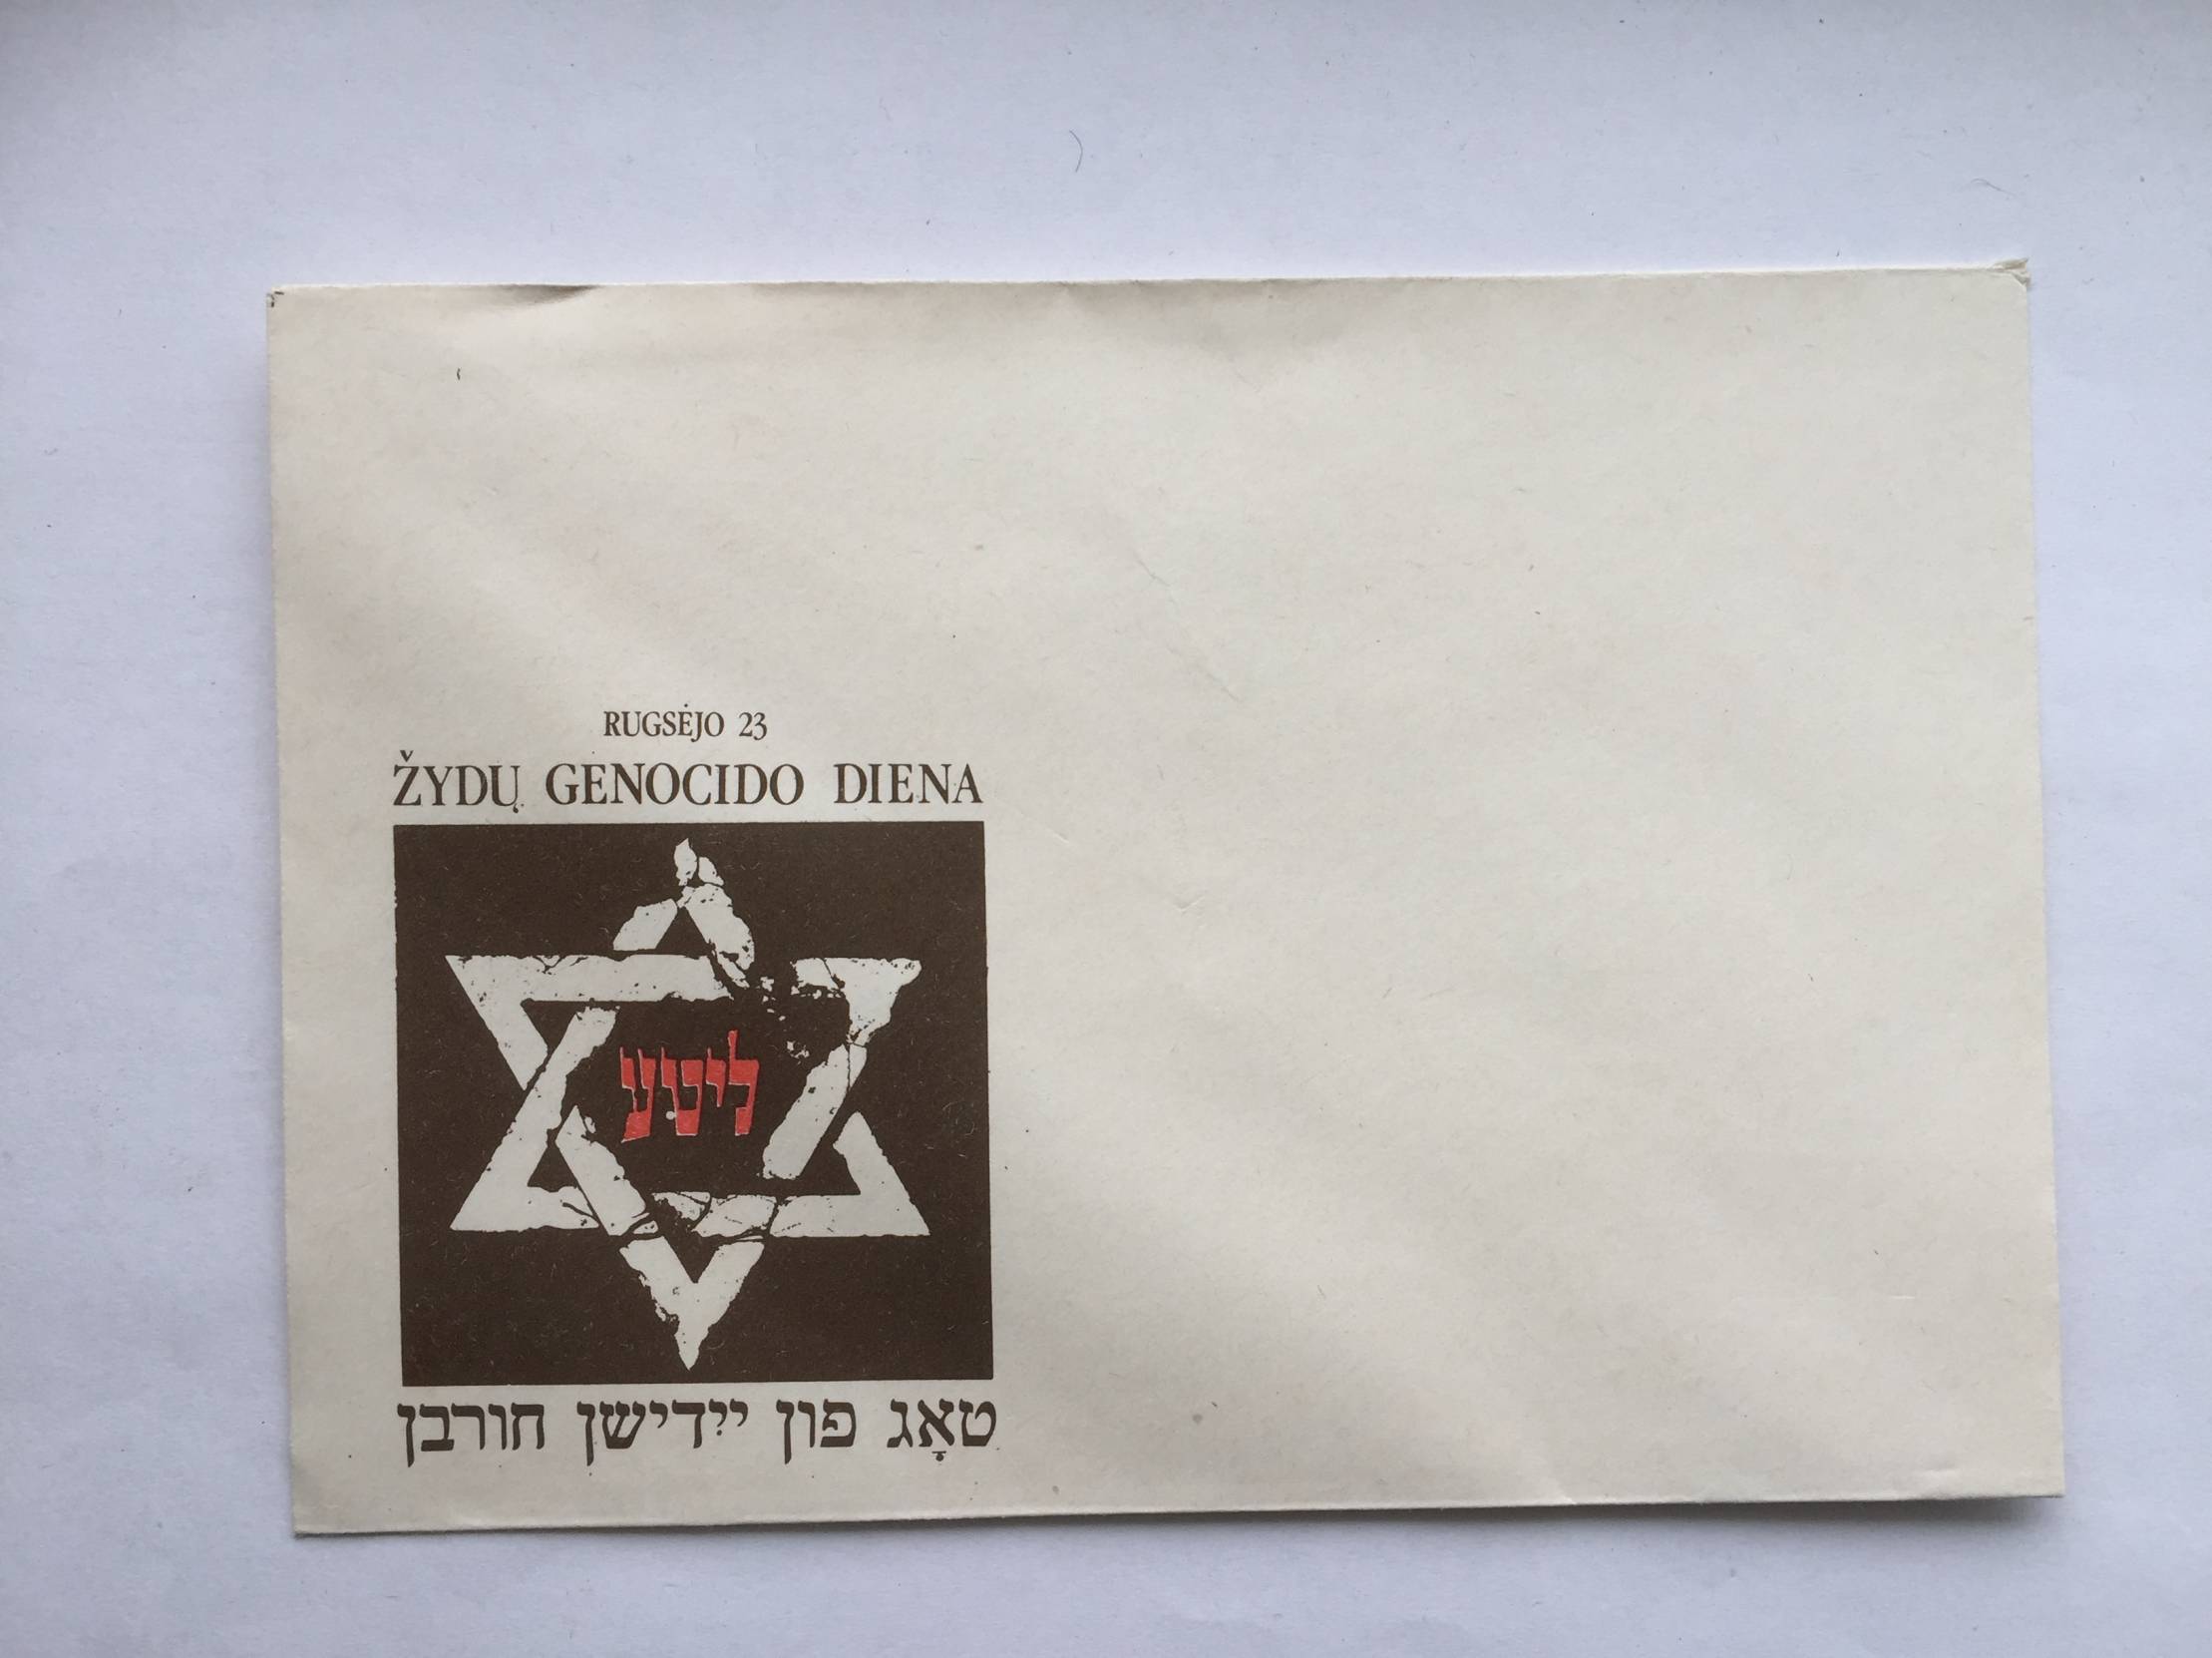 RUGSĖJO 23
ŽYDŲ GENOCIDO DIENA
ליטע
טאָג פון ייִדישן חורבן